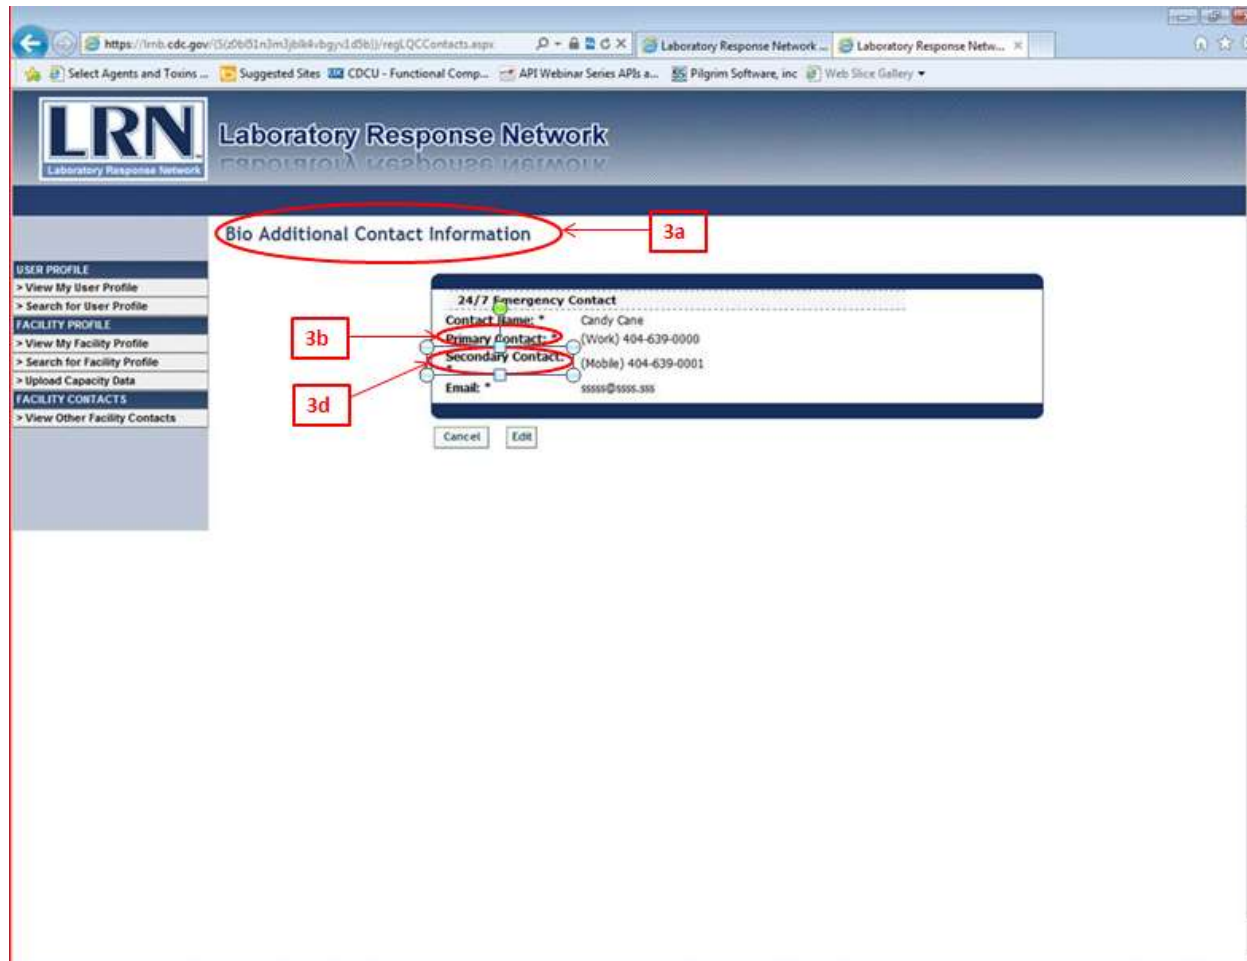 Laboratory Response Network ...
Laboratory Response Netw...
Select Agents and Toxins ...
Suggested Sites
CDCU - Functional Comp...
API Webinar Series APIs a...
Pilgrim Software, inc
Web Slice Gallery
LRN
Laboratory Response Network
Laboratory Response Network
Bio Additional Contact Information
3a
USER PROFILE
> View My User Profile
> Search for User Profile
FACILITY PROFILE
> View My Facility Profile
> Search for Facility Profile
> Upload Capacity Data
FACILITY CONTACTS
> View Other Facility Contacts
24/7 Emergency Contact
Contact Name: * Candy Cane
3b
Primary Contact: * (Work) 404-639-0000
Secondary Contact: * (Mobile) 404-639-0001
3d
Email: * sssss@ssss.sss
Cancel
Edit